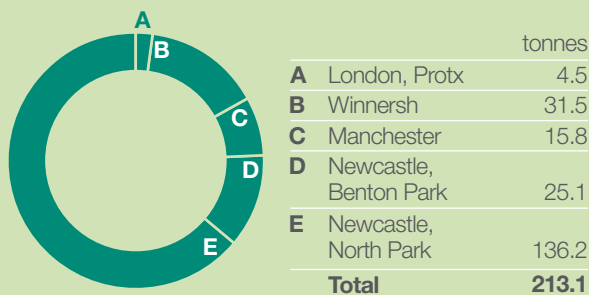 A
B
C
D
E
tonnes
A London, Protx 4.5
B Winnersh 31.5
C Manchester 15.8
D Newcastle,
Benton Park 25.1
E Newcastle,
North Park 136.2
Total 213.1